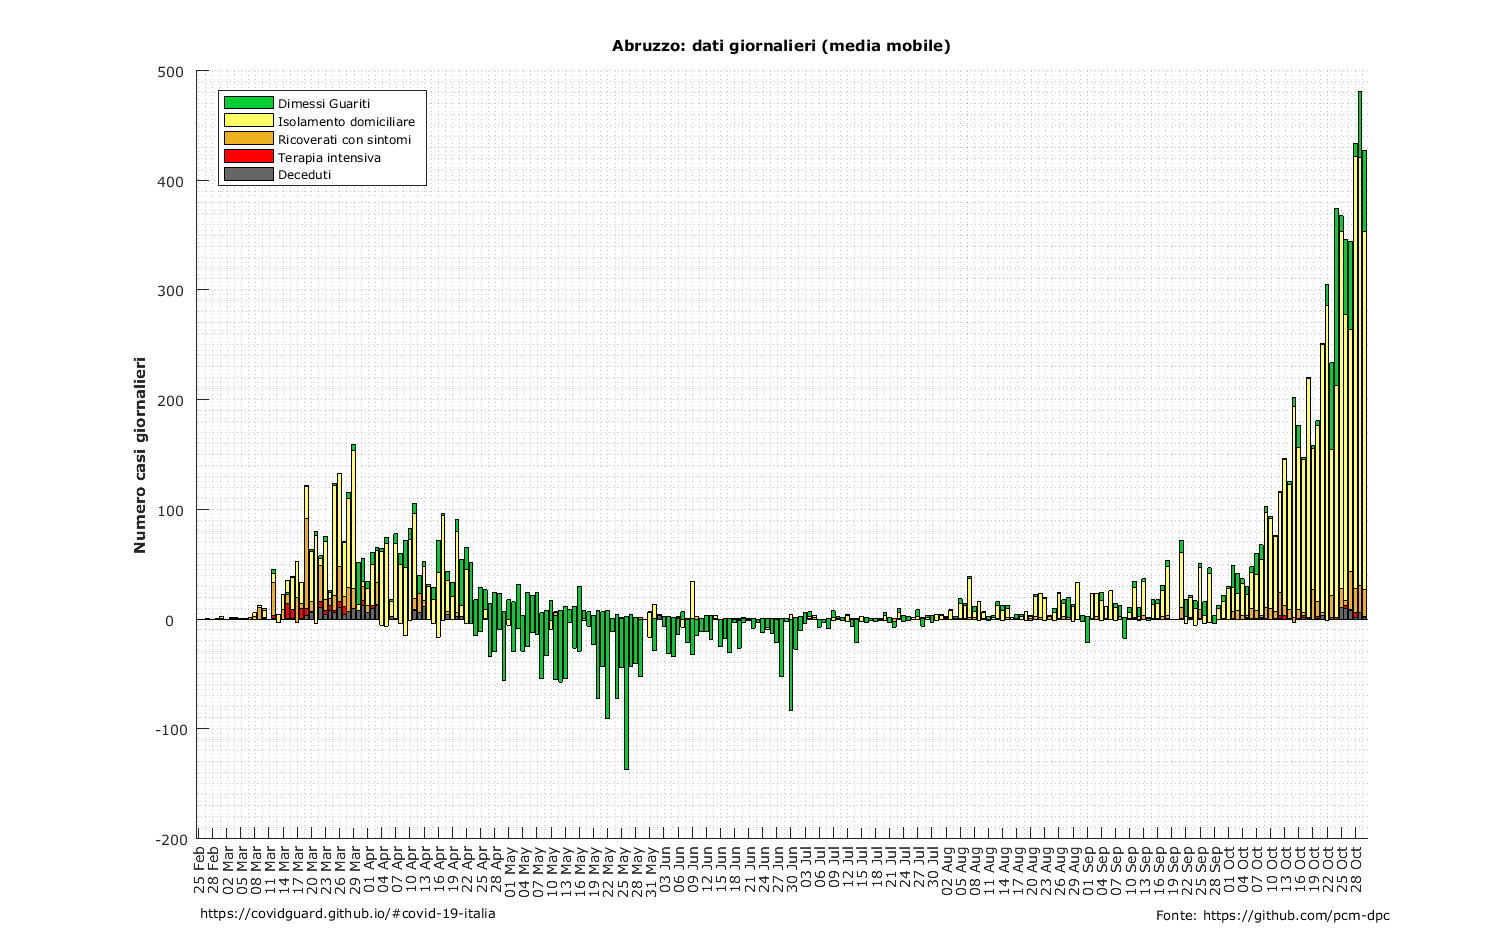 Abruzzo: dati giornalieri (media mobile)
500
400
300
200
100
0
-100
-200
Numero casi giornalieri
Dimessi Guariti
Isolamento domiciliare
Ricoverati con sintomi
Terapia intensiva
Deceduti
25 Feb
28 Feb
02 Mar
05 Mar
08 Mar
11 Mar
14 Mar
17 Mar
20 Mar
23 Mar
26 Mar
29 Mar
01 Apr
04 Apr
07 Apr
10 Apr
13 Apr
16 Apr
19 Apr
22 Apr
25 Apr
28 Apr
01 May
04 May
07 May
10 May
13 May
16 May
19 May
22 May
25 May
28 May
31 May
03 Jun
06 Jun
09 Jun
12 Jun
15 Jun
18 Jun
21 Jun
24 Jun
27 Jun
30 Jun
03 Jul
06 Jul
09 Jul
12 Jul
15 Jul
18 Jul
21 Jul
24 Jul
27 Jul
30 Jul
02 Aug
05 Aug
08 Aug
11 Aug
14 Aug
17 Aug
20 Aug
23 Aug
26 Aug
29 Aug
01 Sep
04 Sep
07 Sep
10 Sep
13 Sep
16 Sep
19 Sep
22 Sep
25 Sep
28 Sep
01 Oct
04 Oct
07 Oct
10 Oct
13 Oct
16 Oct
19 Oct
22 Oct
25 Oct
28 Oct
https://covidguard.github.io/#covid-19-italia
Fonte: https://github.com/pcm-dpc